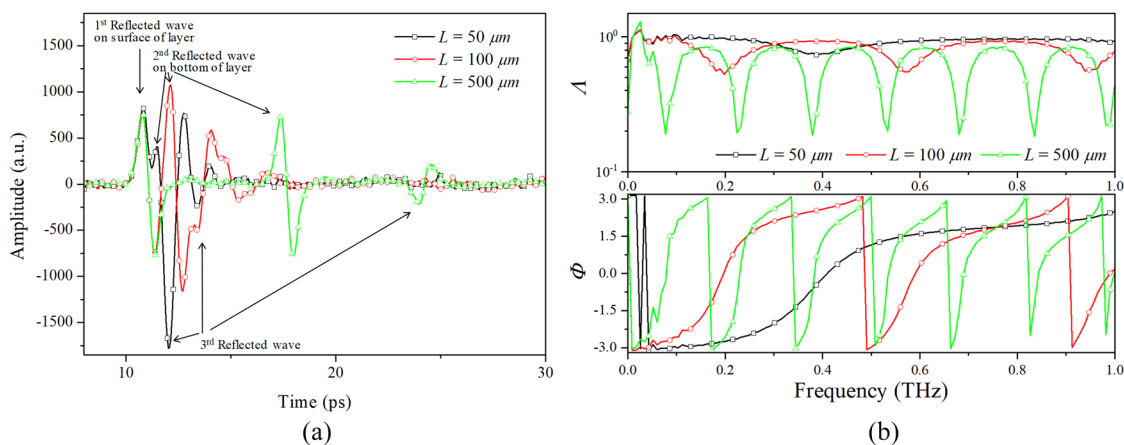 1st Reflected wave
on surface of layer
2nd Reflected wave
on bottom of layer
L = 50 μm
L = 100 μm
L = 500 μm
3rd Reflected wave
1500
1000
500
0
500
1000
-1500
Amplitude (a.u.)
10
20
30
Time (ps)
(a)
10^0
10^-1
Λ
L = 50 μm
L = 100 μm
L = 500 μm
3.0
1.5
0.0
-1.5
-3.0
Φ
0.0
0.2
0.4
0.6
0.8
1.0
Frequency (THz)
(b)